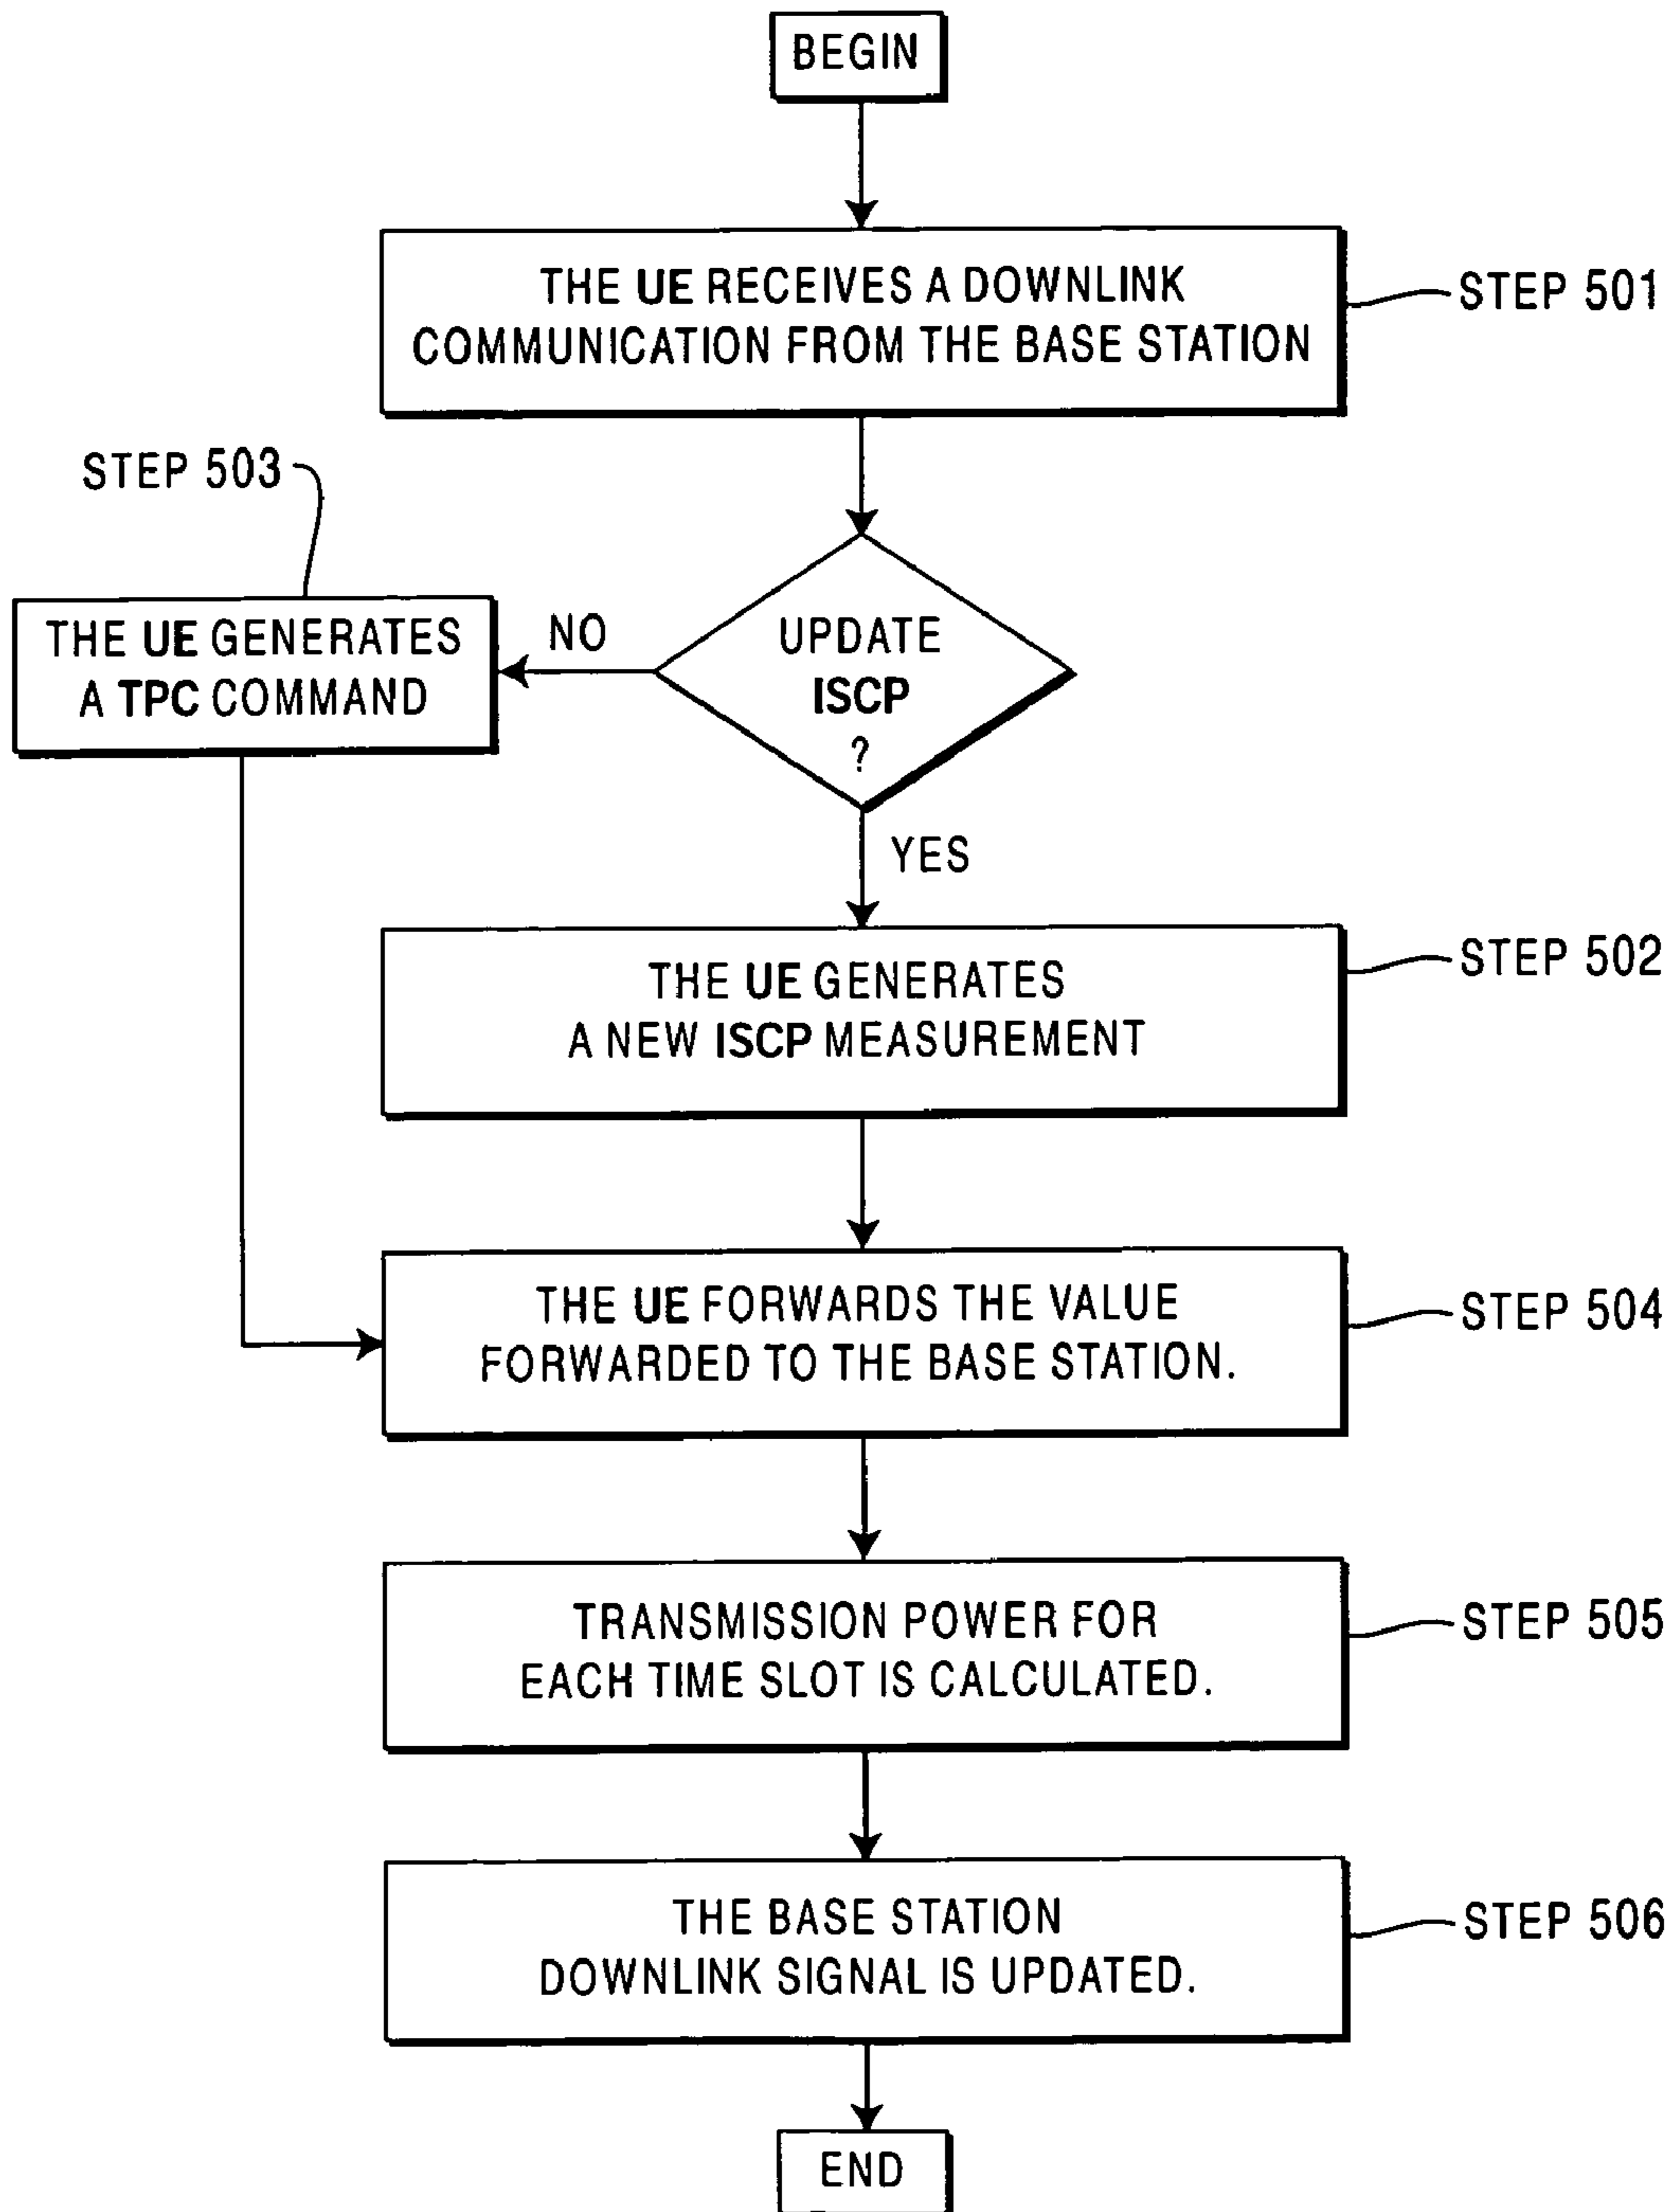 BEGIN
THE UE RECEIVES A DOWNLINK
COMMUNICATION FROM THE BASE STATION
STEP 501
STEP 503
THE UE GENERATES
A TPC COMMAND
NO
UPDATE
ISCP
?
YES
THE UE GENERATES
A NEW ISCP MEASUREMENT
STEP 502
THE UE FORWARDS THE VALUE
FORWARDED TO THE BASE STATION.
STEP 504
TRANSMISSION POWER FOR
EACH TIME SLOT IS CALCULATED.
STEP 505
THE BASE STATION
DOWNLINK SIGNAL IS UPDATED.
STEP 506
END